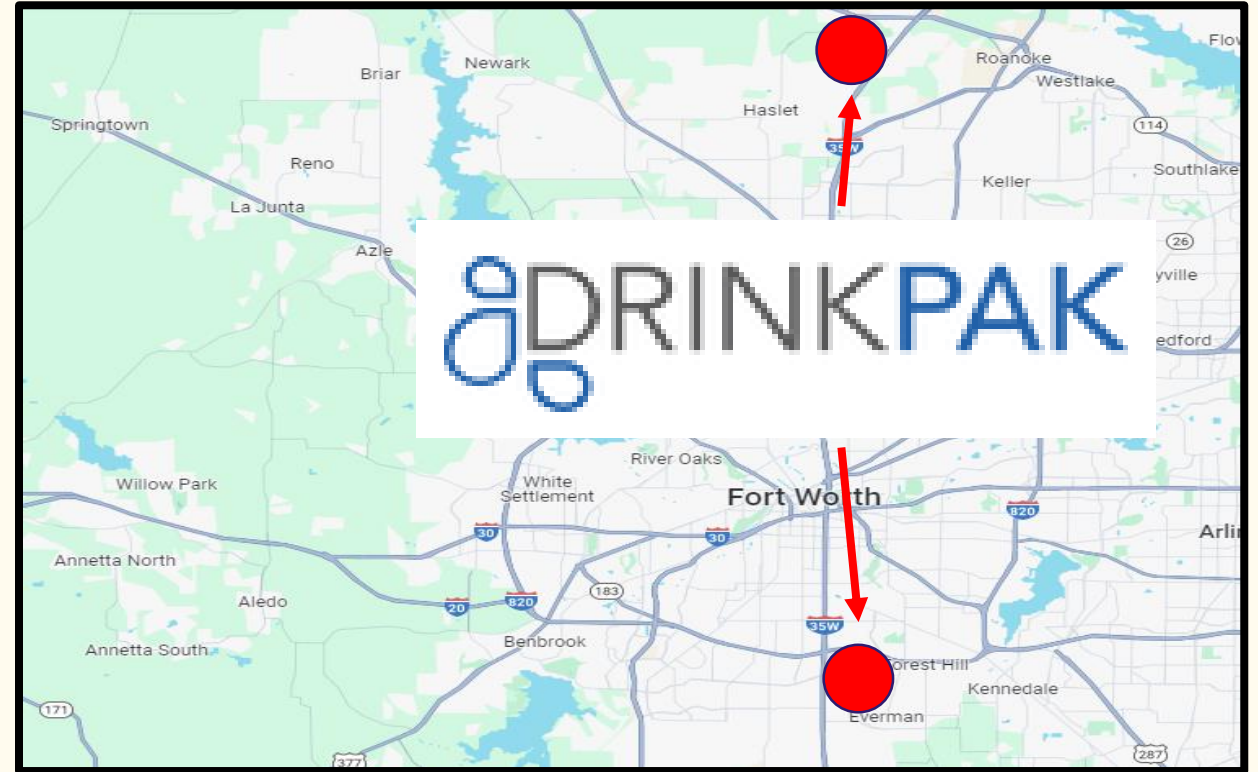 Flow
Newark
Roanoke
Briar
Westlake
Haslet
Springtown
114
35W
Reno
Southlake
Keller
La Junta
26
Azle
yville
DRINKPAK
edford
River Oaks
Willow Park
White
Settlement
Fort Worth
820
30
30
Arli
Annetta North
183
Aledo
20
820
35W
Benbrook
Annetta South
Forest Hill
Kennedale
171
Everman
377
287